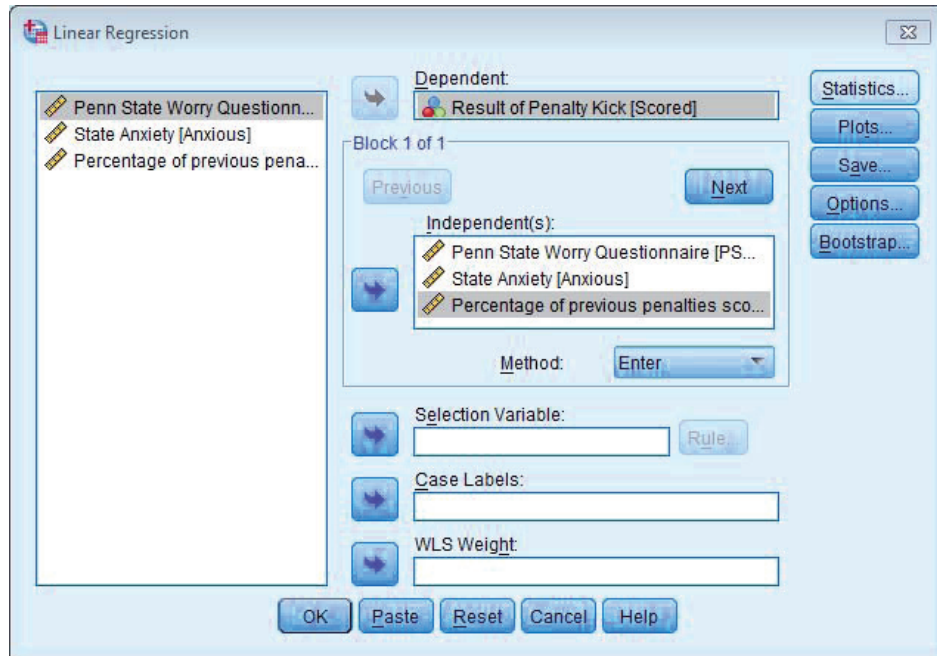 Linear Regression
Penn State Worry Questionn...
State Anxiety [Anxious]
Percentage of previous pena...
Dependent:
Result of Penalty Kick [Scored]
Block 1 of 1
Previous
Next
Independent(s):
Penn State Worry Questionnaire [PS...
State Anxiety [Anxious]
Percentage of previous penalties sco...
Method:
Enter
Selection Variable:
Rule...
Case Labels:
WLS Weight:
Statistics...
Plots...
Save...
Options...
Bootstrap...
OK
Paste
Reset
Cancel
Help